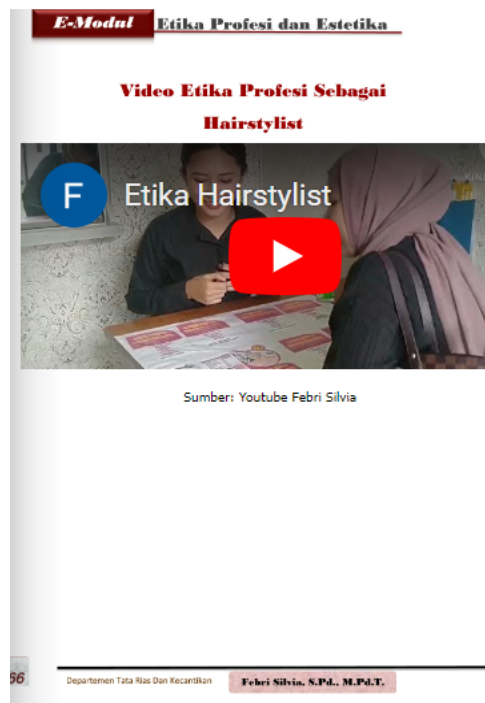 E-Modul Etika Profesi dan Estetika
Video Etika Profesi Sebagai
Hairstylist
F Etika Hairstylist
Sumber: Youtube Febri Silvia
66 Departemen Tata Rias Dan Kecantikan Febri Silvia, S.Pd., M.Pd.T.